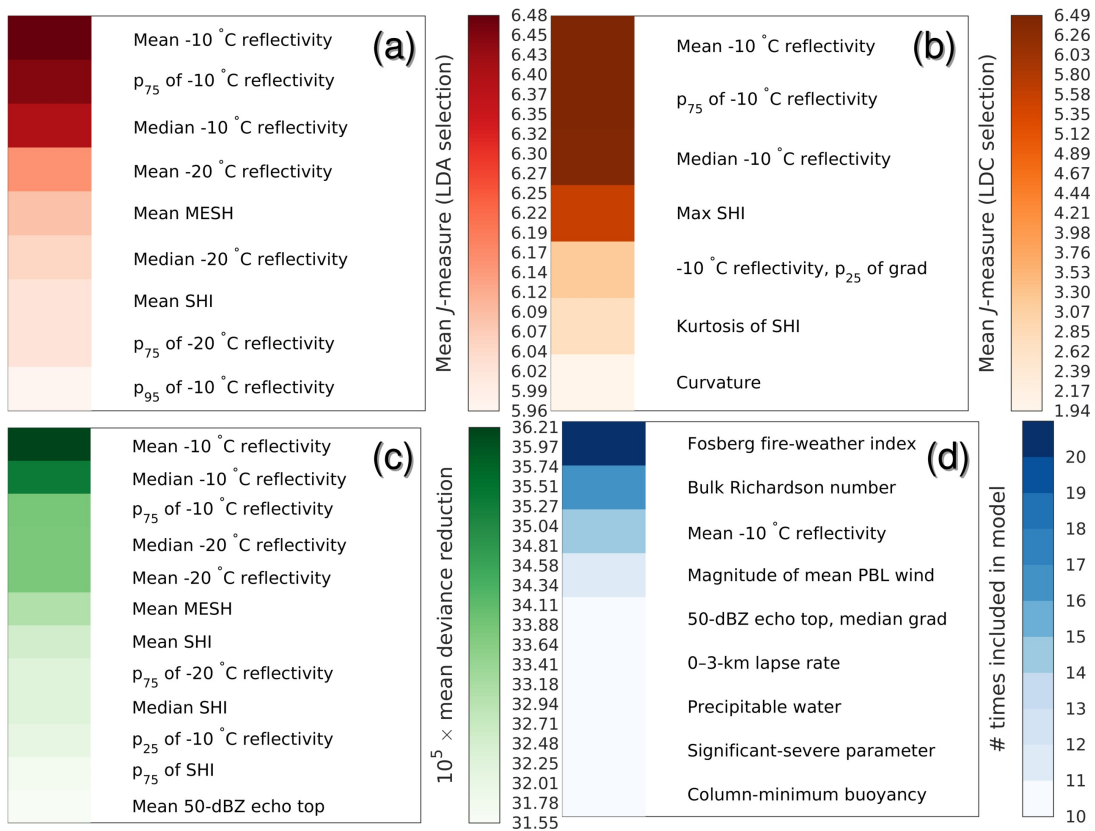 (a)
Mean -10 °C reflectivity
p75 of -10 °C reflectivity
Median -10 °C reflectivity
Mean -20 °C reflectivity
Mean MESH
Median -20 °C reflectivity
Mean SHI
p75 of -20 °C reflectivity
p95 of -10 °C reflectivity
Mean J-measure (LDA selection)
6.48
6.45
6.43
6.40
6.37
6.35
6.32
6.30
6.27
6.25
6.22
6.19
6.17
6.14
6.12
6.09
6.07
6.04
6.02
5.99
5.96
(b)
Mean -10 °C reflectivity
p75 of -10 °C reflectivity
Median -10 °C reflectivity
Max SHI
-10 °C reflectivity, p25 of grad
Kurtosis of SHI
Curvature
Mean J-measure (LDC selection)
6.49
6.26
6.03
5.80
5.58
5.35
5.12
4.89
4.67
4.44
4.21
3.98
3.76
3.53
3.30
3.07
2.85
2.62
2.39
2.17
1.94
(c)
Mean -10 °C reflectivity
Median -10 °C reflectivity
p75 of -10 °C reflectivity
Median -20 °C reflectivity
Mean -20 °C reflectivity
Mean MESH
Mean SHI
p75 of -20 °C reflectivity
Median SHI
p25 of -10 °C reflectivity
p75 of SHI
Mean 50-dBZ echo top
10^5 × mean deviance reduction
36.21
35.97
35.74
35.51
35.27
35.04
34.81
34.58
34.34
34.11
33.88
33.64
33.41
33.18
32.94
32.71
32.48
32.25
32.01
31.78
31.55
(d)
Fosberg fire-weather index
Bulk Richardson number
Mean -10 °C reflectivity
Magnitude of mean PBL wind
50-dBZ echo top, median grad
0–3-km lapse rate
Precipitable water
Significant-severe parameter
Column-minimum buoyancy
# times included in model
20
19
18
17
16
15
14
13
12
11
10